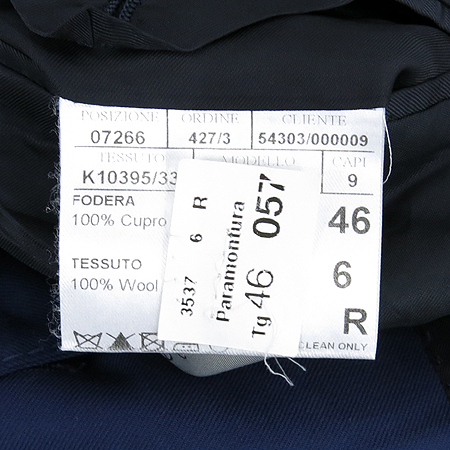 POSIZIONE ORDINE CLIENTE
07266 427/3 54303/000009
TESSUTO MODELLO CAPI
K10395/33 9
FODERA
100% Cupro
TESSUTO
100% Wool
46
6
R
CLEAN ONLY
3537 6 R
Paramontura
Tg 46 057